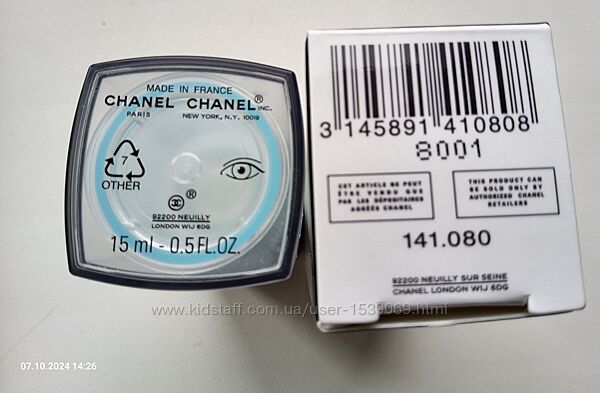 MADE IN FRANCE
CHANEL CHANEL® INC.
PARIS NEW YORK, N.Y. 10019
7
OTHER
®
92200 NEUILLY
LONDON W1J 6DG
15 ml - 0.5 FL.OZ.
3 145891 410808
8001
CET ARTICLE NE PEUT
ÊTRE VENDU QUE
PAR LES DÉPOSITAIRES
AGRÉÉS CHANEL
THIS PRODUCT CAN
BE SOLD ONLY BY
AUTHORIZED CHANEL
RETAILERS
141.080
92200 NEUILLY SUR SEINE
CHANEL LONDON W1J 6DG
www.kidstaff.com.ua/user-1539069.html
07.10.2024 14:26